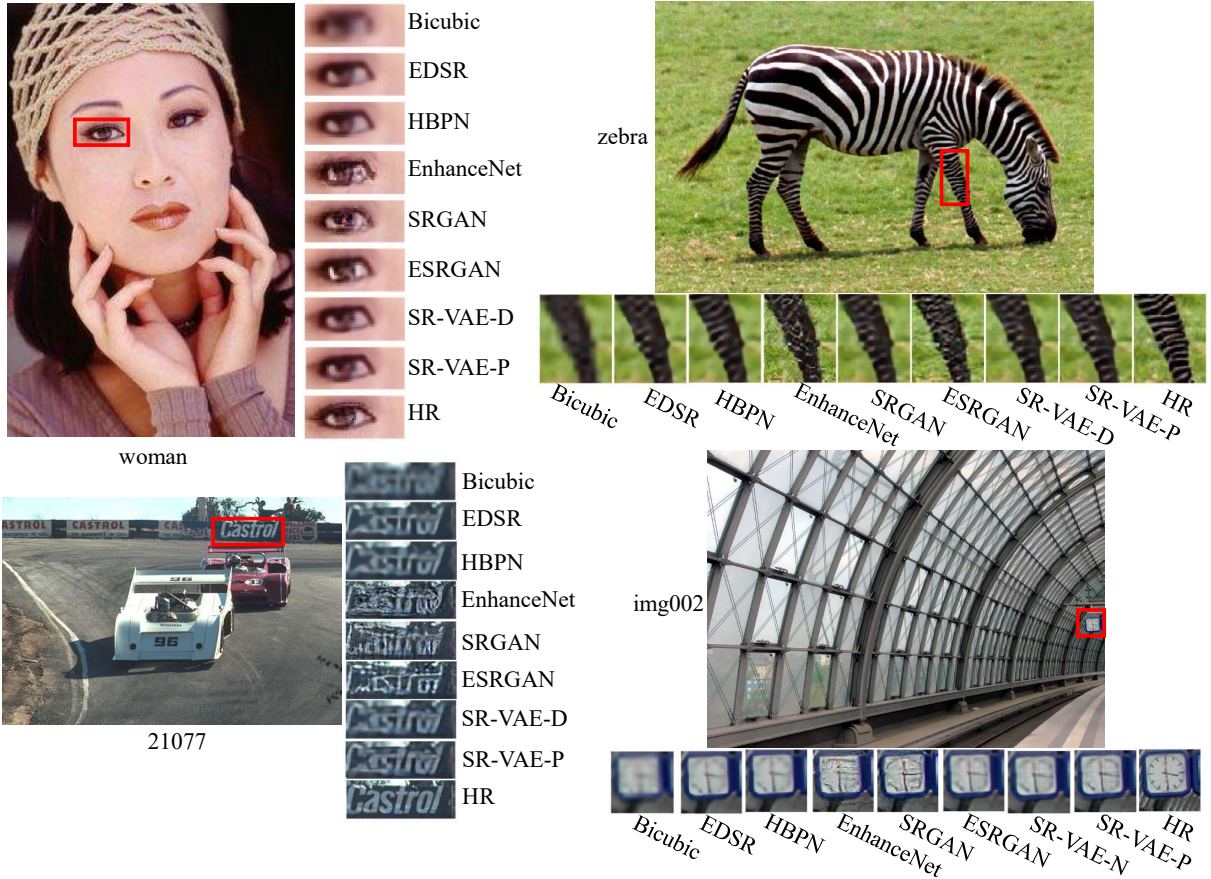 Bicubic
EDSR
HBPN
EnhanceNet
SRGAN
ESRGAN
SR-VAE-D
SR-VAE-P
HR
woman
zebra
Bicubic
EDSR
HBPN
EnhanceNet
SRGAN
ESRGAN
SR-VAE-D
SR-VAE-P
HR
CASTROL
CASTROL
Castrol
96
96
21077
Bicubic
EDSR
HBPN
EnhanceNet
SRGAN
ESRGAN
SR-VAE-D
SR-VAE-P
HR
Castrol
img002
Bicubic
EDSR
HBPN
EnhanceNet
SRGAN
ESRGAN
SR-VAE-N
SR-VAE-P
HR